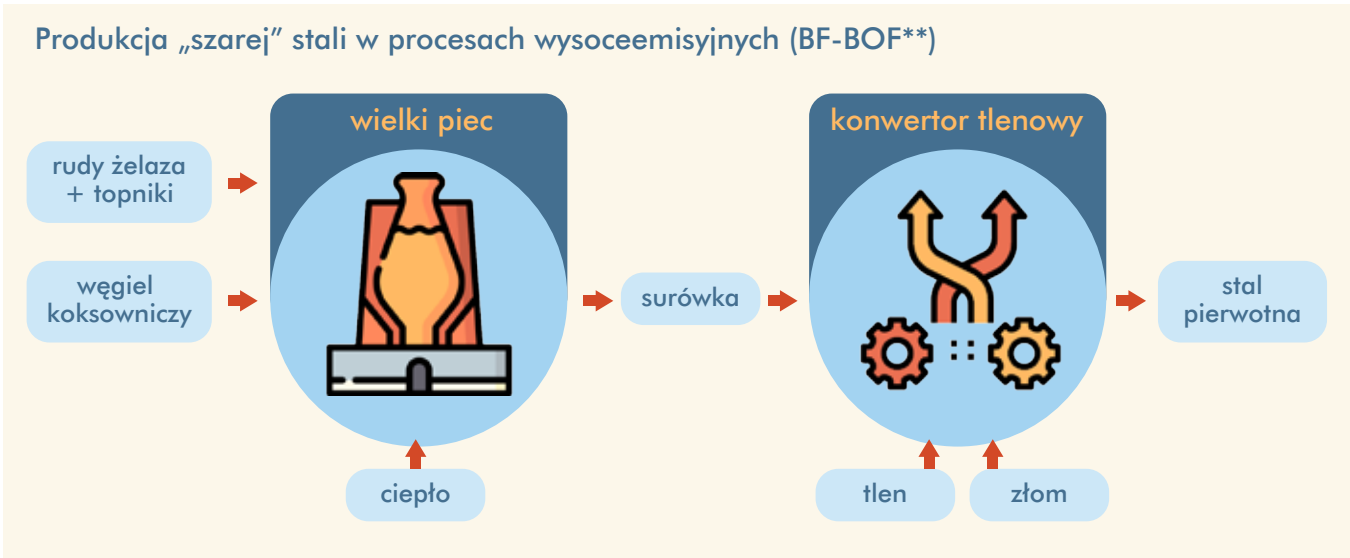 Produkcja „szarej” stali w procesach wysoceemisyjnych (BF-BOF**)
wielki piec
konwertor tlenowy
rudy żelaza
+ topniki
węgiel
koksowniczy
surówka
stal
pierwotna
ciepło
tlen
złom